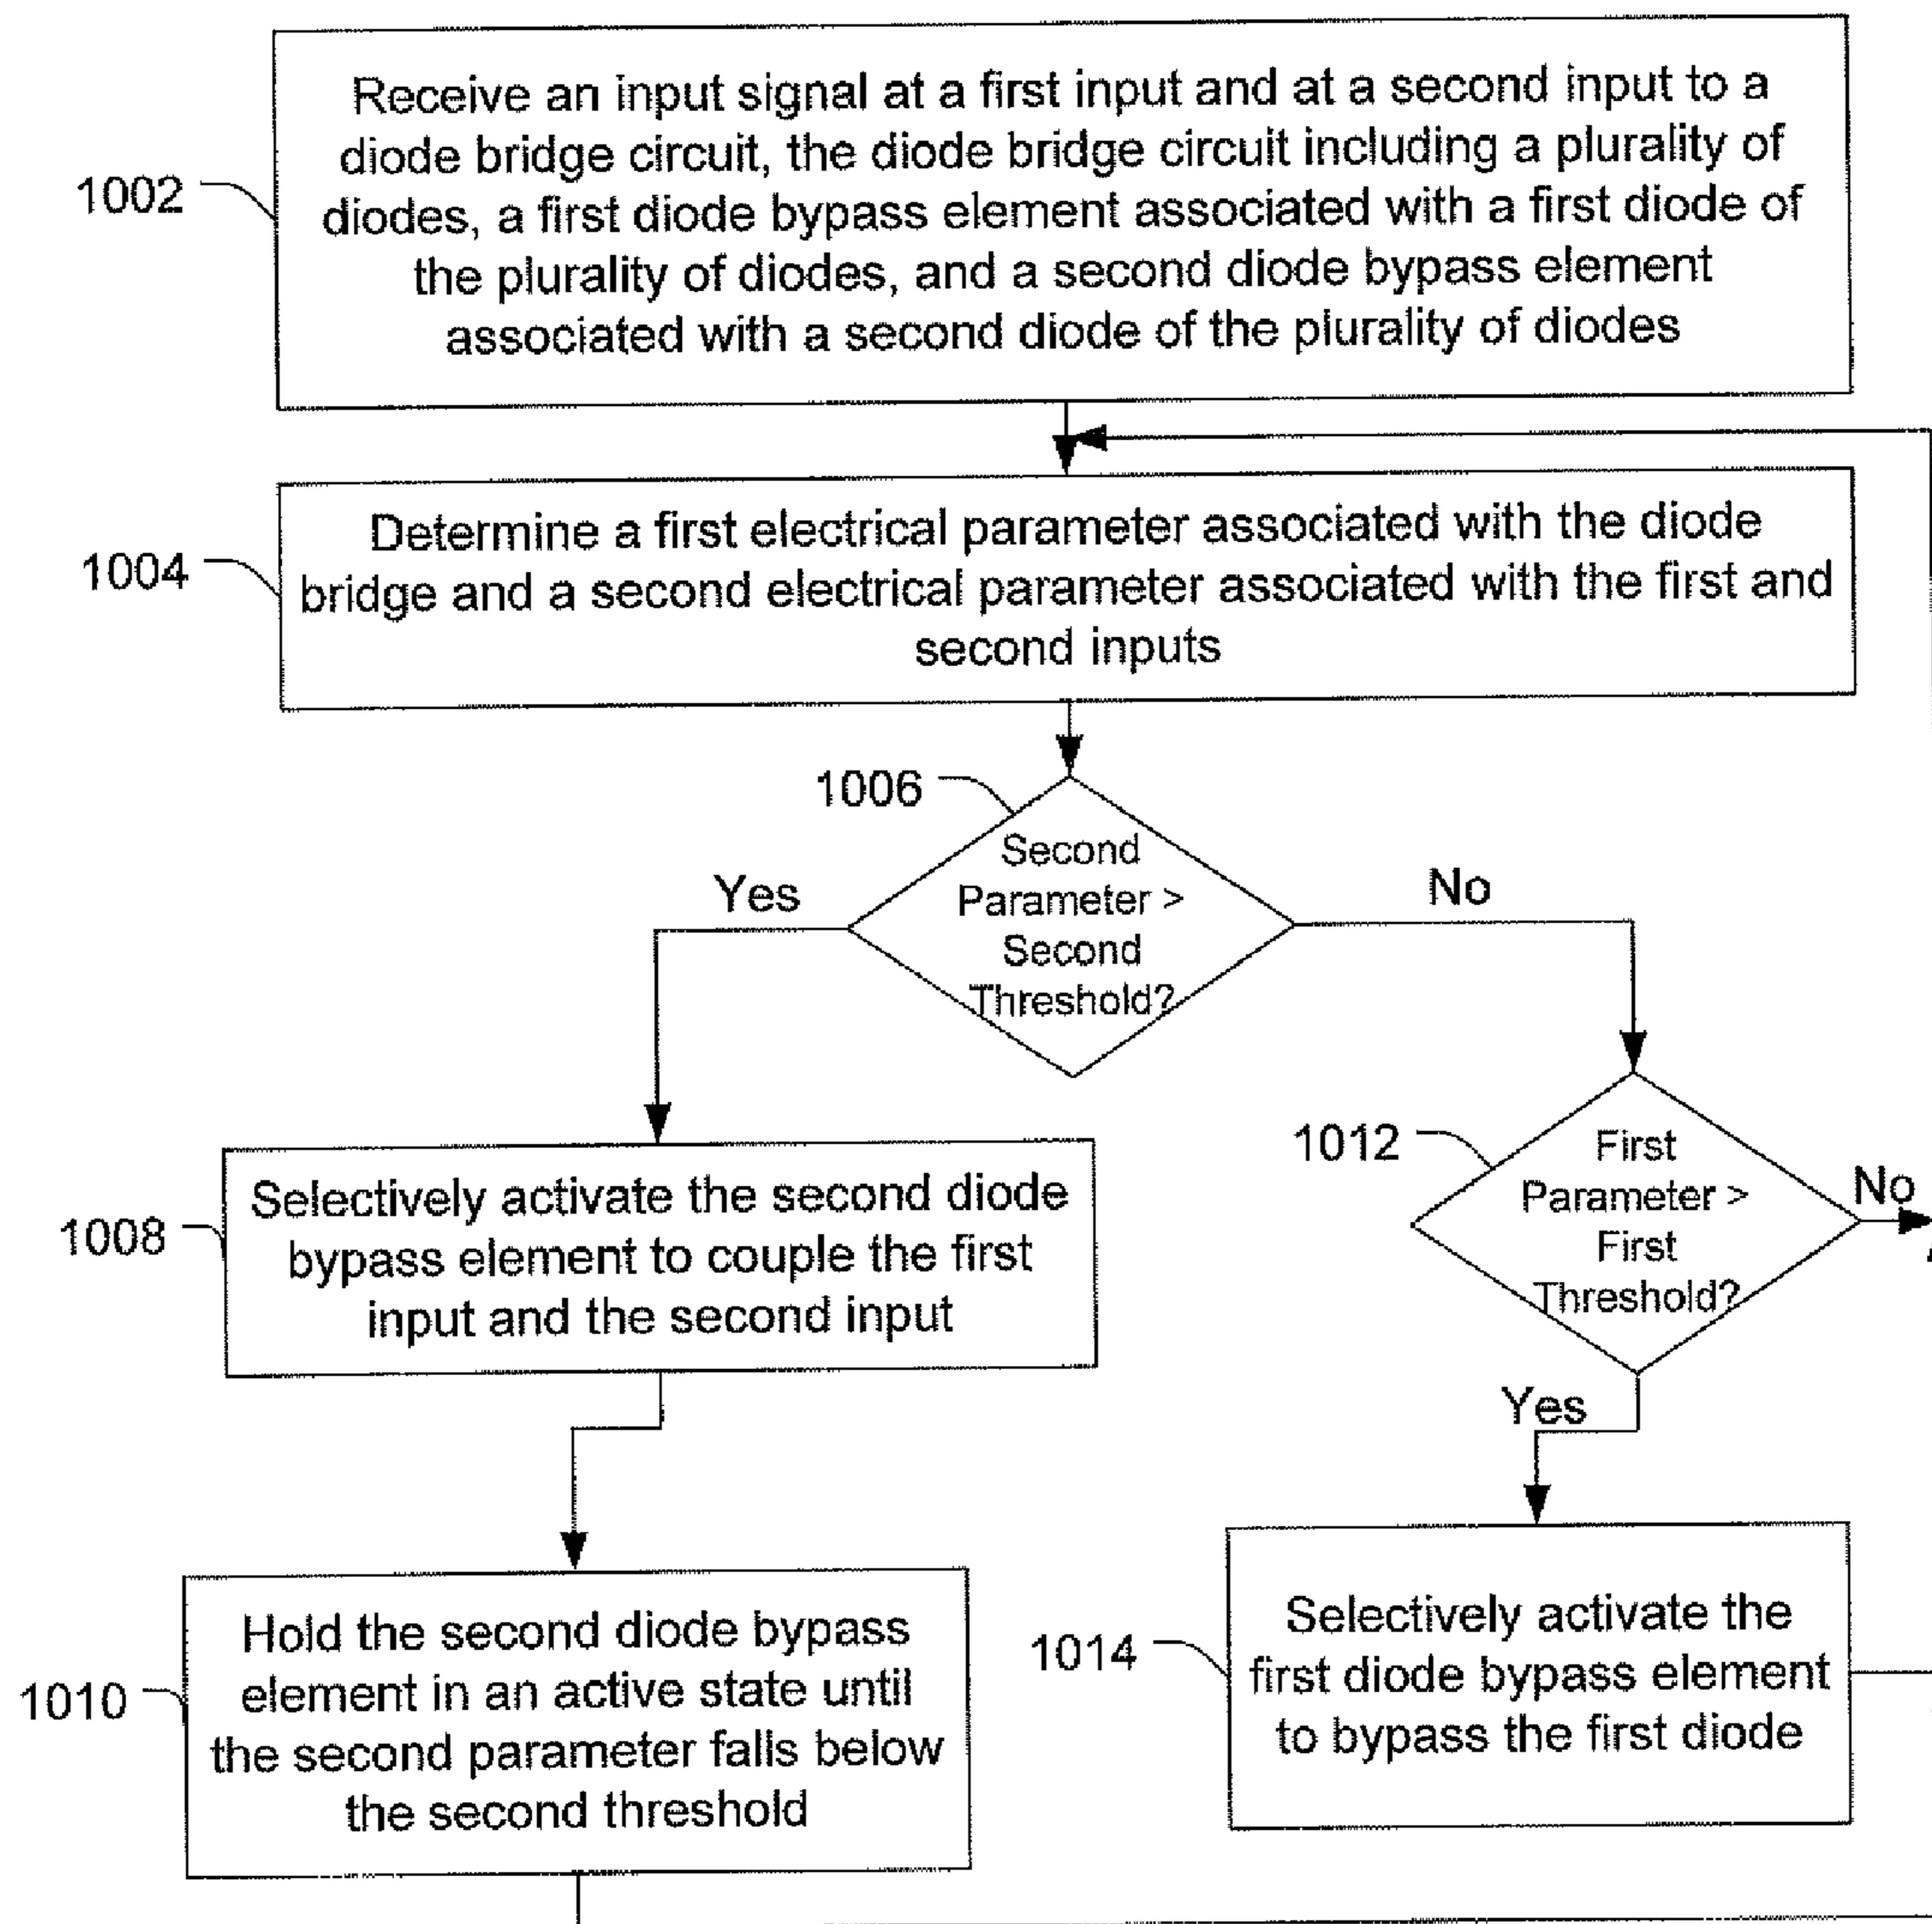 Receive an input signal at a first input and at a second input to a
diode bridge circuit, the diode bridge circuit including a plurality of
diodes, a first diode bypass element associated with a first diode of
the plurality of diodes, and a second diode bypass element
associated with a second diode of the plurality of diodes
1002
Determine a first electrical parameter associated with the diode
bridge and a second electrical parameter associated with the first and
second inputs
1004
1006
Second
Parameter >
Second
Threshold?
Yes
No
1008
Selectively activate the second diode
bypass element to couple the first
input and the second input
1012
First
Parameter >
First
Threshold?
No
Yes
1010
Hold the second diode bypass
element in an active state until
the second parameter falls below
the second threshold
1014
Selectively activate the
first diode bypass element
to bypass the first diode